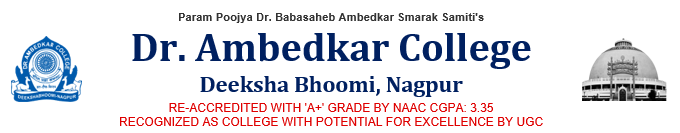 Param Poojya Dr. Babasaheb Ambedkar Smarak Samiti's
Dr. Ambedkar College
Deeksha Bhoomi, Nagpur
RE-ACCREDITED WITH 'A+' GRADE BY NAAC CGPA: 3.35
RECOGNIZED AS COLLEGE WITH POTENTIAL FOR EXCELLENCE BY UGC
DR. AMBEDKAR COLLEGE
DEEKSHABHOOMI-NAGPUR